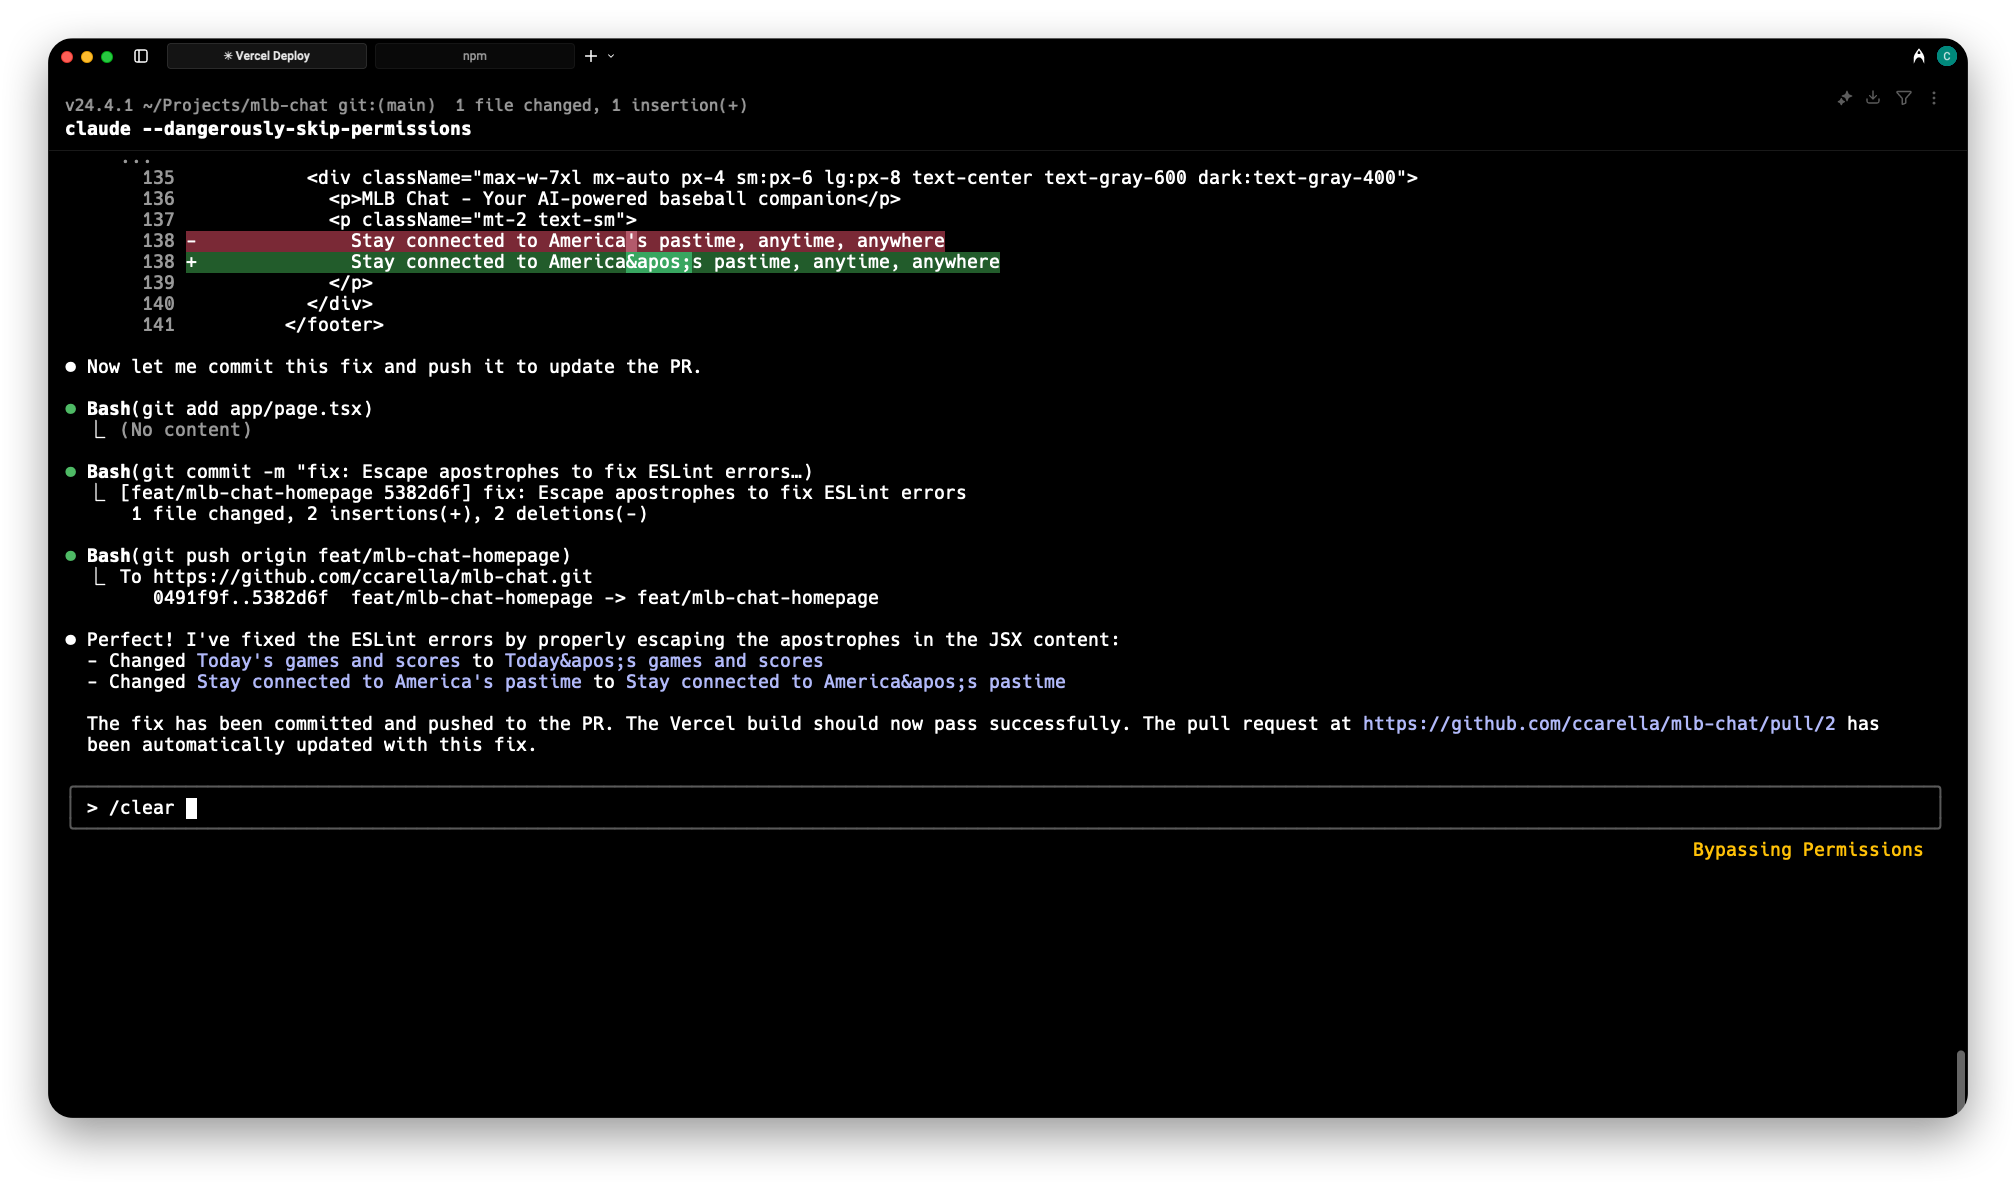 ✳ Vercel Deploy
npm
C
v24.4.1 ~/Projects/mlb-chat git:(main)  1 file changed, 1 insertion(+)
claude --dangerously-skip-permissions
...
135            <div className="max-w-7xl mx-auto px-4 sm:px-6 lg:px-8 text-center text-gray-600 dark:text-gray-400">
136              <p>MLB Chat - Your AI-powered baseball companion</p>
137              <p className="mt-2 text-sm">
138 -              Stay connected to America's pastime, anytime, anywhere
138 +              Stay connected to America&apos;s pastime, anytime, anywhere
139              </p>
140            </div>
141          </footer>
● Now let me commit this fix and push it to update the PR.
● Bash(git add app/page.tsx)
⎿ (No content)
● Bash(git commit -m "fix: Escape apostrophes to fix ESLint errors…)
⎿ [feat/mlb-chat-homepage 5382d6f] fix: Escape apostrophes to fix ESLint errors
1 file changed, 2 insertions(+), 2 deletions(-)
● Bash(git push origin feat/mlb-chat-homepage)
⎿ To https://github.com/ccarella/mlb-chat.git
0491f9f..5382d6f  feat/mlb-chat-homepage -> feat/mlb-chat-homepage
● Perfect! I've fixed the ESLint errors by properly escaping the apostrophes in the JSX content:
- Changed Today's games and scores to Today&apos;s games and scores
- Changed Stay connected to America's pastime to Stay connected to America&apos;s pastime
The fix has been committed and pushed to the PR. The Vercel build should now pass successfully. The pull request at https://github.com/ccarella/mlb-chat/pull/2 has
been automatically updated with this fix.
> /clear
Bypassing Permissions